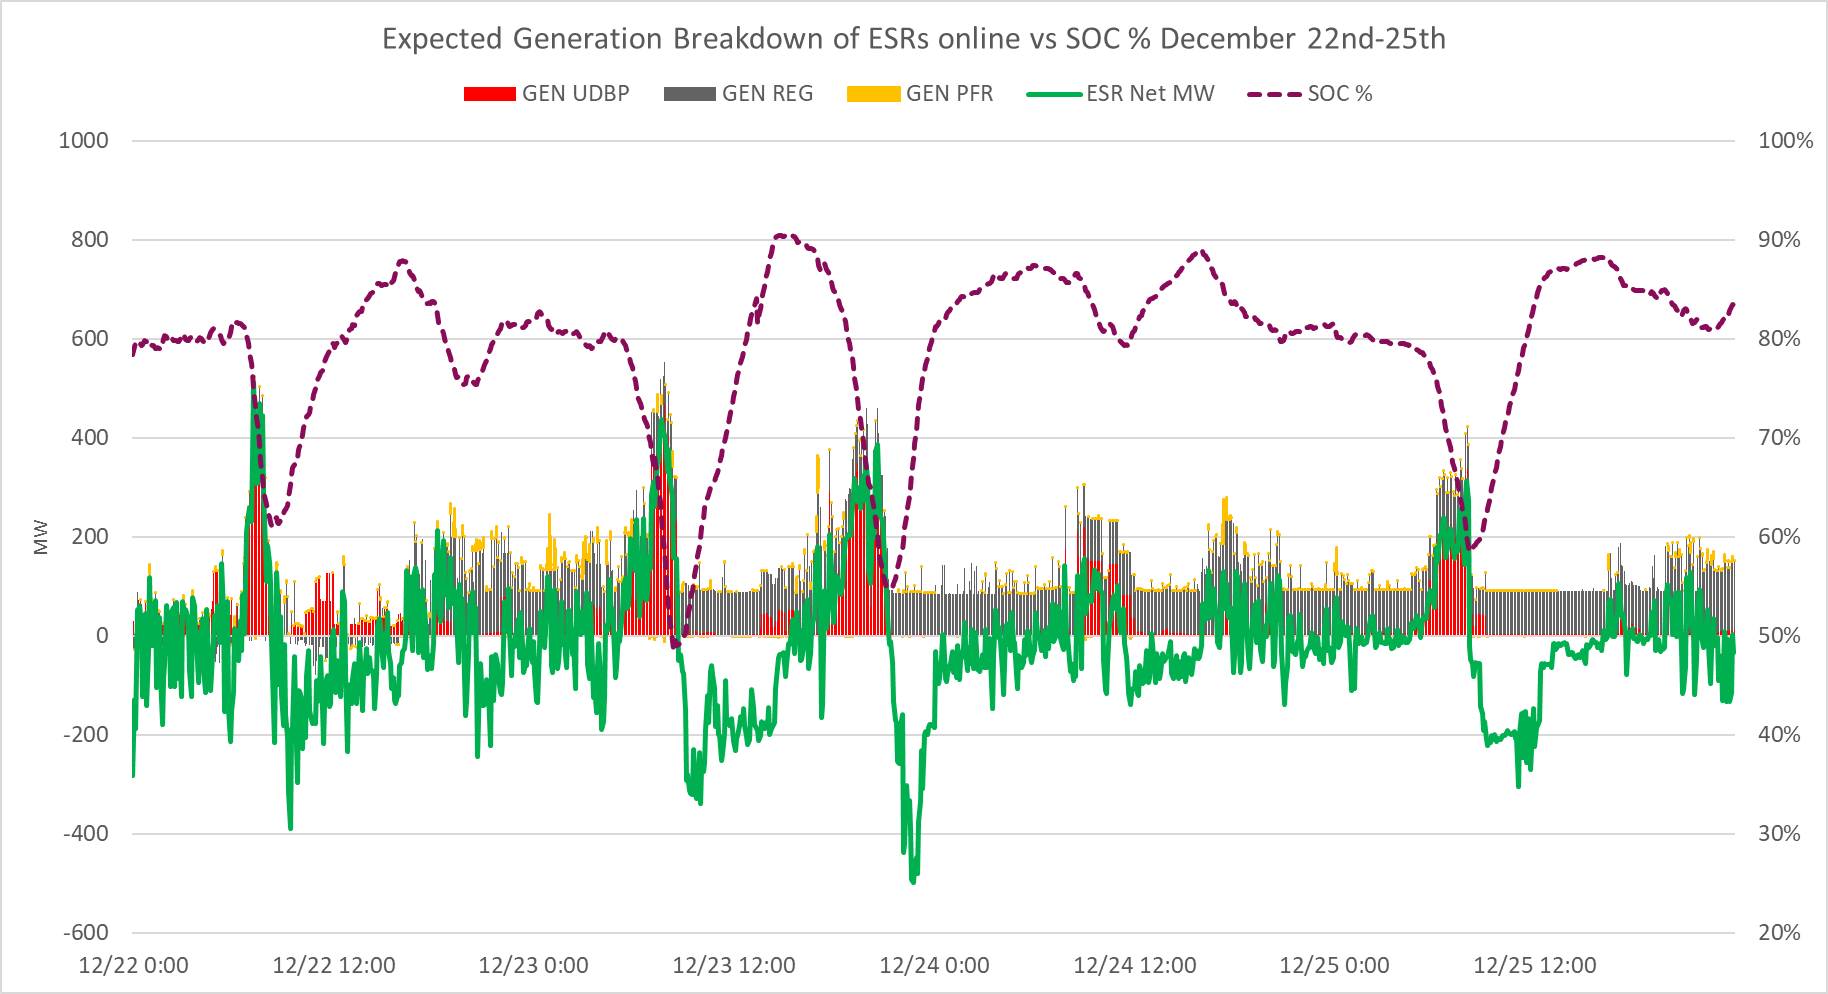 Expected Generation Breakdown of ESRs online vs SOC % December 22nd-25th
GEN UDBP GEN REG GEN PFR ESR Net MW SOC %
1000 100%
800 90%
600 80%
400 70%
200 60%
0 50%
-200 40%
-400 30%
-600 20%
MW
12/22 0:00 12/22 12:00 12/23 0:00 12/23 12:00 12/24 0:00 12/24 12:00 12/25 0:00 12/25 12:00